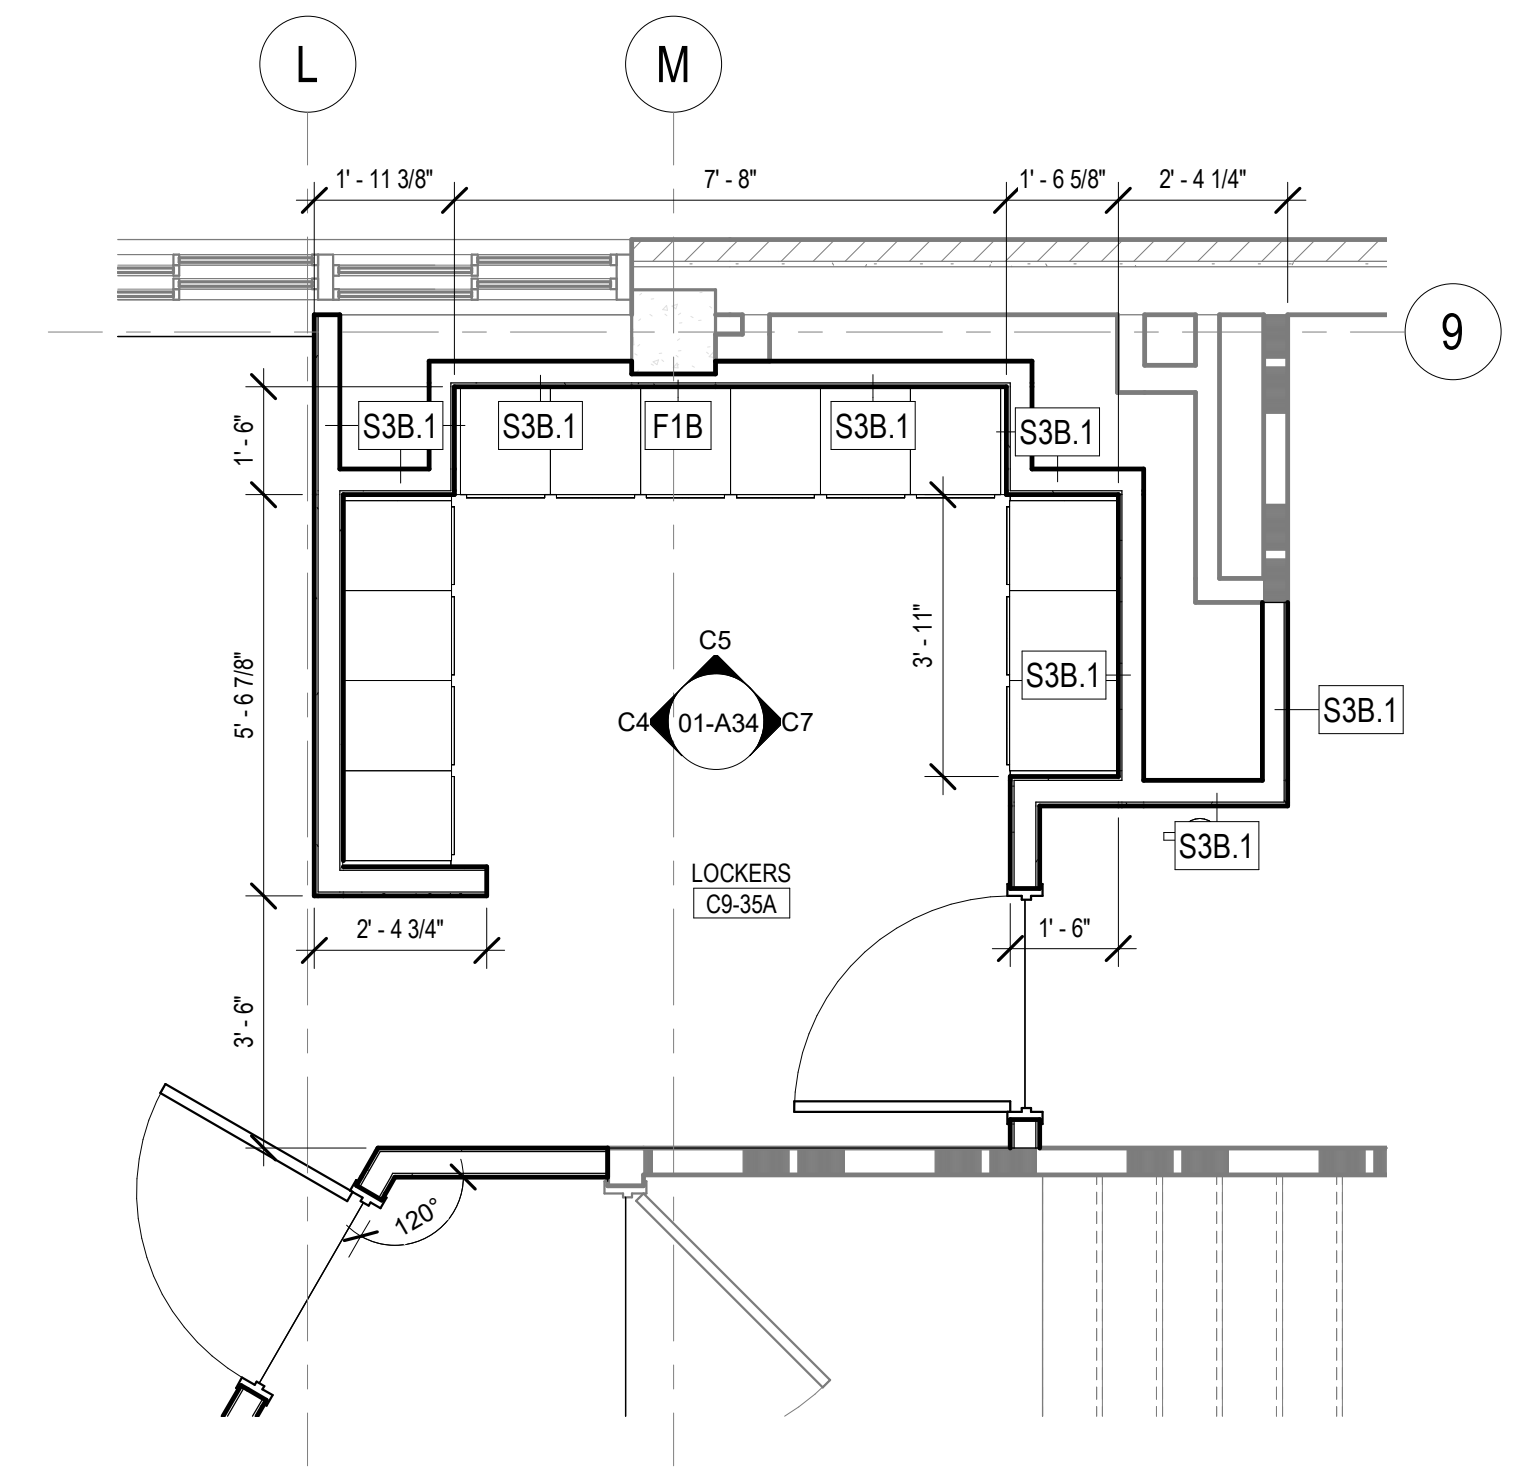 L
M
1' - 11 3/8"
7' - 8"
1' - 6 5/8"
2' - 4 1/4"
9
1' - 6"
S3B.1
S3B.1
F1B
S3B.1
S3B.1
5' - 6 7/8"
3' - 11"
C5
C4
01-A34
C7
S3B.1
S3B.1
S3B.1
LOCKERS
C9-35A
2' - 4 3/4"
1' - 6"
3' - 6"
120°